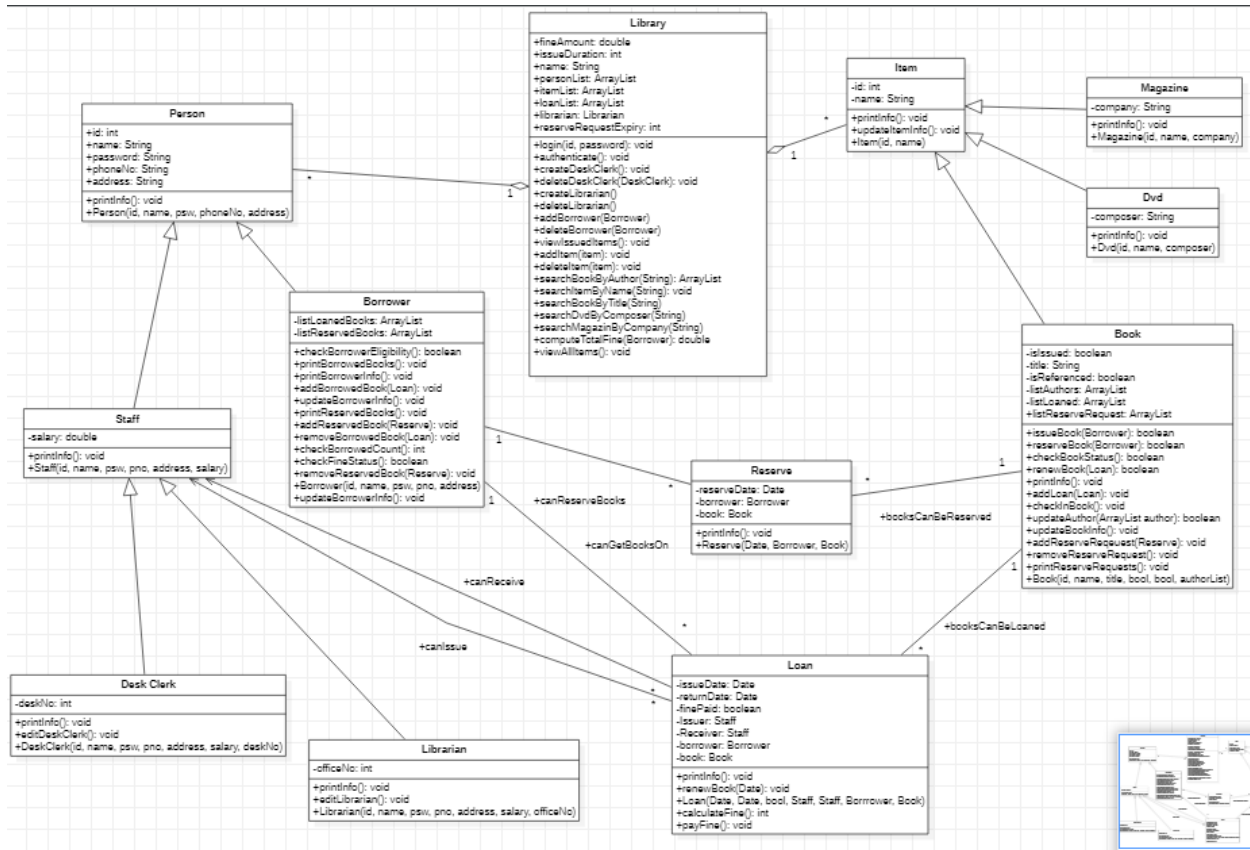 Library
+fineAmount: double
+issueDuration: int
+name: String
+personList: ArrayList
+itemList: ArrayList
+loanList: ArrayList
+librarian: Librarian
+reserveRequestExpiry: int
+login(id, password): void
+authenticate(): void
+createDeskClerk(): void
+deleteDeskClerk(DeskClerk): void
+createLibrarian()
+deleteLibrarian()
+addBorrower(Borrower)
+deleteBorrower(Borrower)
+viewIssuedItems(): void
+addItem(item): void
+deleteItem(item): void
+searchBookByAuthor(String): ArrayList
+searchItemByName(String): void
+searchBookByTitle(String)
+searchDvdByComposer(String)
+searchMagazinByCompany(String)
+computeTotalFine(Borrower): double
+viewAllItems(): void
Item
-id: int
-name: String
+printInfo(): void
+updateItemInfo(): void
+Item(id, name)
Magazine
-company: String
+printInfo(): void
+Magazine(id, name, company)
Person
+id: int
+name: String
+password: String
+phoneNo: String
+address: String
+printInfo(): void
+Person(id, name, psw, phoneNo, address)
*
1
*
1
Dvd
-composer: String
+printInfo(): void
+Dvd(id, name, composer)
Borrower
-listLoanedBooks: ArrayList
-listReservedBooks: ArrayList
+checkBorrowerEligibility(): boolean
+printBorrowedBooks(): void
+printBorrowerInfo(): void
+addBorrowedBook(Loan): void
+updateBorrowerInfo(): void
+printReservedBooks(): void
+addReservedBook(Reserve): void
+removeBorrowedBook(Loan): void
+checkBorrowedCount(): int
+checkFineStatus(): boolean
+removeReservedBook(Reserve): void
+Borrower(id, name, psw, pno, address)
+updateBorrowerInfo(): void
Book
-isIssued: boolean
-title: String
-isReferenced: boolean
-listAuthors: ArrayList
-listLoaned: ArrayList
+listReserveRequest: ArrayList
+issueBook(Borrower): boolean
+reserveBook(Borrower): boolean
+checkBookStatus(): boolean
+renewBook(Loan): boolean
+printInfo(): void
+addLoan(Loan): void
+checkInBook(): void
+updateAuthor(ArrayList author): boolean
+updateBookInfo(): void
+addReserveReqeuest(Reserve): void
+removeReserveRequest(): void
+printReserveRequests(): void
+Book(id, name, title, bool, bool, authorList)
Staff
-salary: double
+printInfo(): void
+Staff(id, name, psw, pno, address, salary)
1
*
+canReserveBooks
Reserve
-reserveDate: Date
-borrower: Borrower
-book: Book
+printInfo(): void
+Reserve(Date, Borrower, Book)
1
*
+booksCanBeReserved
1
+canGetBooksOn
*
+canReceive
+canIssue
*
*
1
+booksCanBeLoaned
*
Desk Clerk
-deskNo: int
+printInfo(): void
+editDeskClerk(): void
+DeskClerk(id, name, psw, pno, address, salary, deskNo)
Librarian
-officeNo: int
+printInfo(): void
+editLibrarian(): void
+Librarian(id, name, psw, pno, address, salary, officeNo)
Loan
-issueDate: Date
-returnDate: Date
-finePaid: boolean
-Issuer: Staff
-Receiver: Staff
-borrower: Borrower
-book: Book
+printInfo(): void
+renewBook(Date): void
+Loan(Date, Date, bool, Staff, Staff, Borrrower, Book)
+calculateFine(): int
+payFine(): void